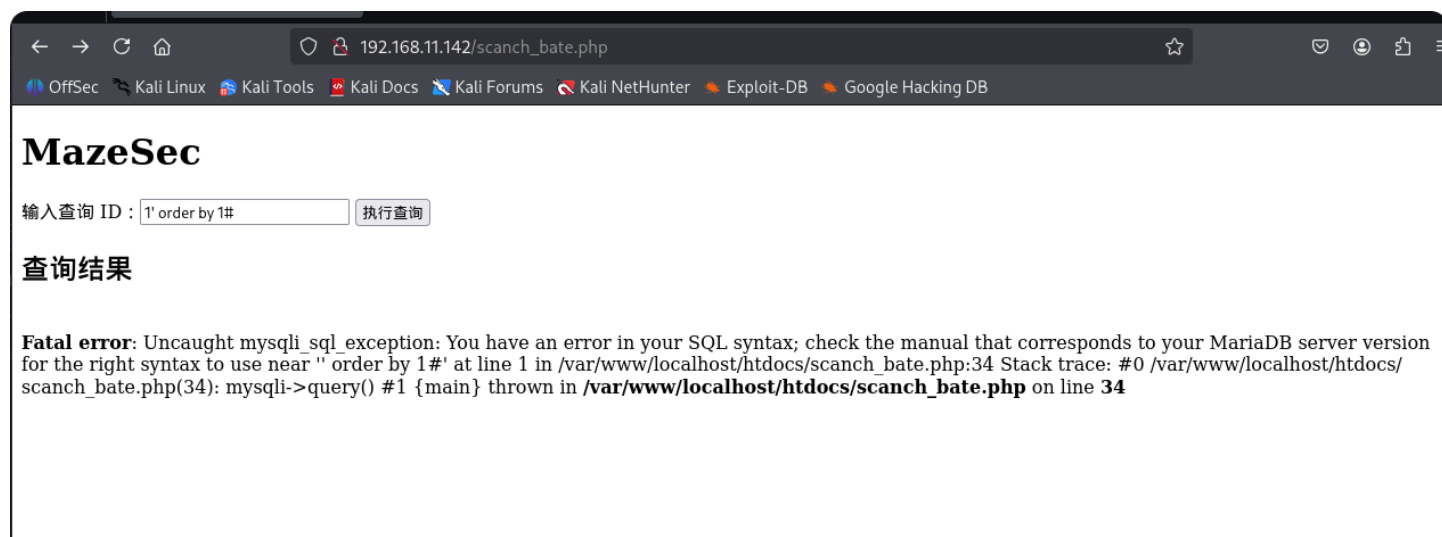 192.168.11.142/scanch_bate.php
OffSec Kali Linux Kali Tools Kali Docs Kali Forums Kali NetHunter Exploit-DB Google Hacking DB
MazeSec
输入查询 ID：1' order by 1# 执行查询
查询结果
Fatal error: Uncaught mysqli_sql_exception: You have an error in your SQL syntax; check the manual that corresponds to your MariaDB server version
for the right syntax to use near '' order by 1#' at line 1 in /var/www/localhost/htdocs/scanch_bate.php:34 Stack trace: #0 /var/www/localhost/htdocs/
scanch_bate.php(34): mysqli->query() #1 {main} thrown in /var/www/localhost/htdocs/scanch_bate.php on line 34